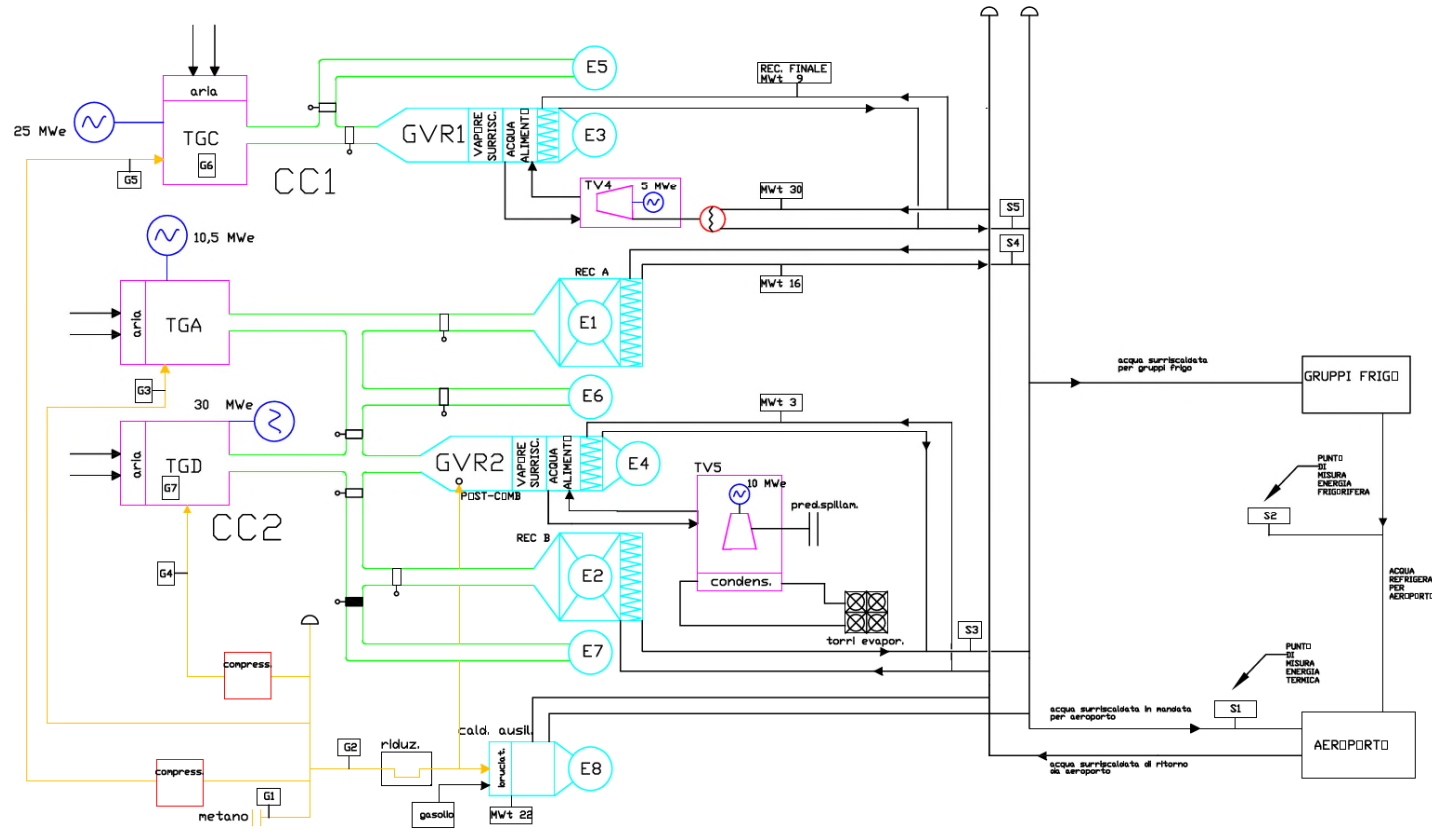 E5
REC. FINALE
MWt 9
aria
25 MWe
TGC
G6
G5
CC1
GVR1
VAPORE
SURRISC.
ACQUA
ALIMENTO
E3
TV4
5 MWe
MWt 30
S5
S4
10,5 MWe
REC A
MWt 16
aria
TGA
E1
G3
acqua surriscaldata
per gruppi frigo
GRUPPI FRIGO
30 MWe
E6
MWt 3
aria
TGD
G7
GVR2
VAPORE
SURRISC.
ACQUA
ALIMENTO
E4
POST-COMB
TV5
10 MWe
pred.spillam.
PUNTO
DI
MISURA
ENERGIA
FRIGORIFERA
S2
CC2
REC B
G4
E2
condens.
torri evapor.
ACQUA
REFRIGERA
PER
AEROPORTO
S3
E7
compress.
PUNTO
DI
MISURA
ENERGIA
TERMICA
S1
acqua surriscaldata in mandata
per aeroporto
AEROPORTO
acqua surriscaldata di ritorno
da aeroporto
cald. ausil.
G2
riduz.
bruciat.
E8
compress.
G1
metano
gasolio
MWt 22